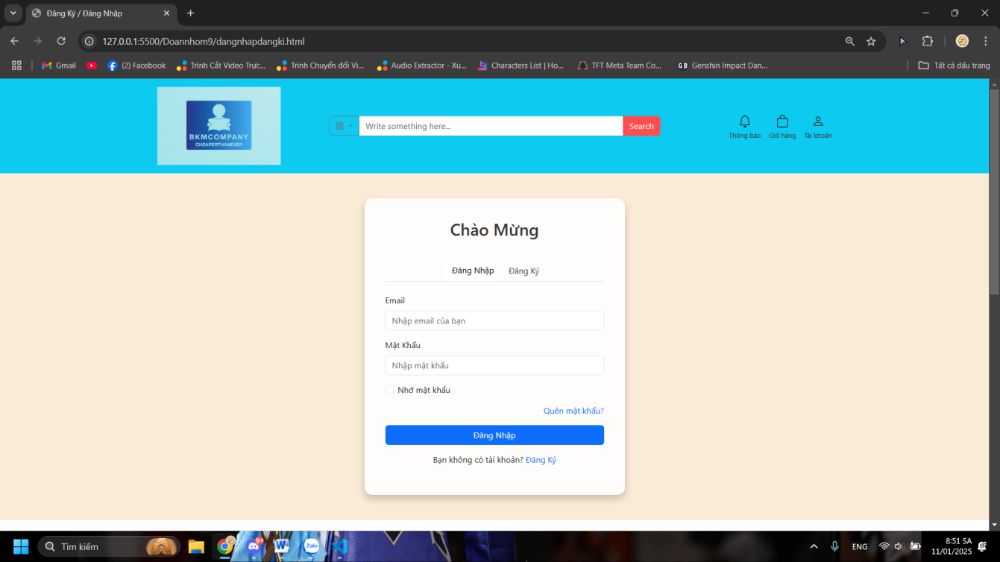 Đăng Ký / Đăng Nhập
127.0.0.1:5500/Doannhom9/dangnhapdangki.html
Gmail
(2) Facebook
Trình Cắt Video Trực...
Trình Chuyển đổi Vi...
Audio Extractor - Xu...
Characters List | Ho...
TFT Meta Team Co...
GB Genshin Impact Dan...
Tất cả dấu trang
BKMCOMPANY
CHEAPERTHANEVER
Write something here...
Search
Thông báo
Giỏ hàng
Tài khoản
Chào Mừng
Đăng Nhập
Đăng Ký
Email
Nhập email của bạn
Mật Khẩu
Nhập mật khẩu
Nhớ mật khẩu
Quên mật khẩu?
Đăng Nhập
Bạn không có tài khoản? Đăng Ký
Tìm kiếm
9+
W
Zalo
ENG
8:51 SA
11/01/2025